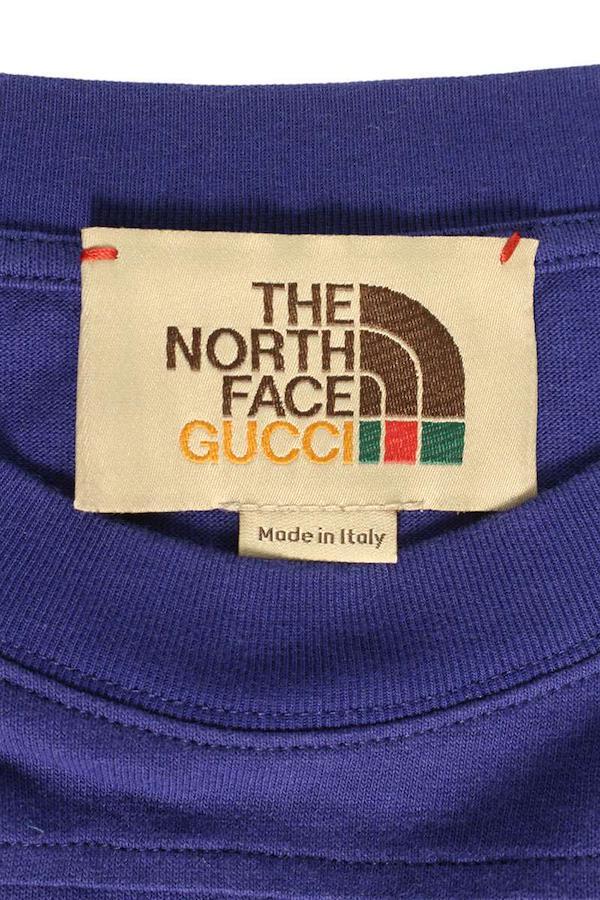 THE
NORTH
FACE
GUCCI
Made in Italy